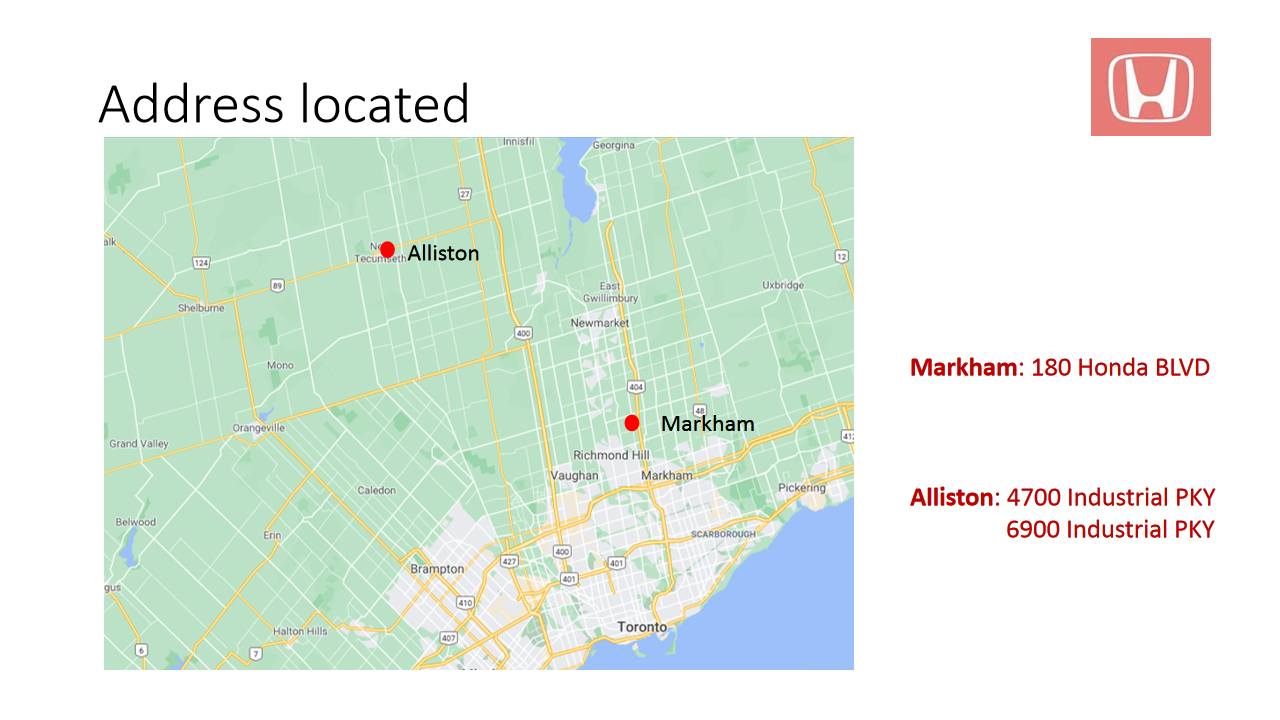 Address located
Innisfil
Georgina
27
alk
Alliston
Tecumseth
124
12
89
East
Gwillimbury
Uxbridge
Shelburne
Newmarket
400
Mono
Markham: 180 Honda BLVD
404
48
Orangeville
Markham
Grand Valley
412
Richmond Hill
Vaughan
Markham
Caledon
Pickering
Alliston: 4700 Industrial PKY
6900 Industrial PKY
Belwood
Erin
SCARBOROUGH
400
427
401
Brampton
401
gus
410
Halton Hills
407
Toronto
6
7